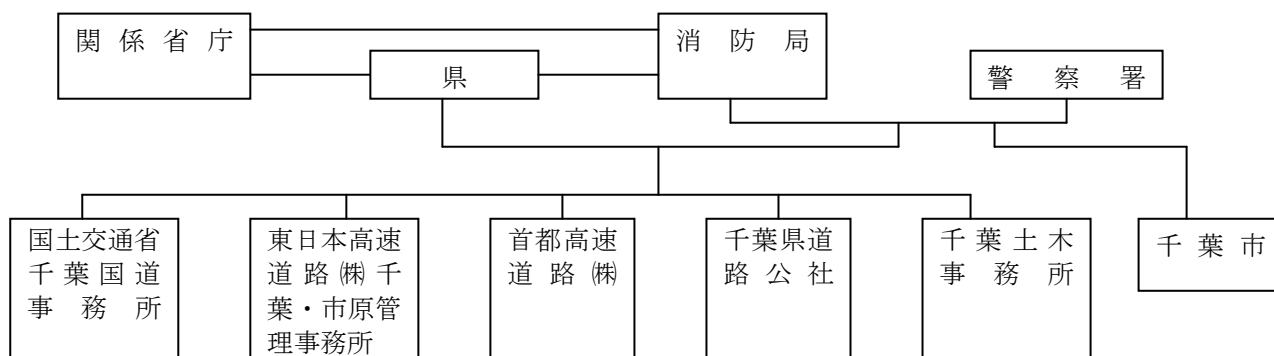 関係省庁
消防局
県
警察署
国土交通省
千葉国道
事務所
東日本高速
道路㈱千
葉・市原管
理事務所
首都高速
道路㈱
千葉県道
路公社
千葉土木
事務所
千葉市